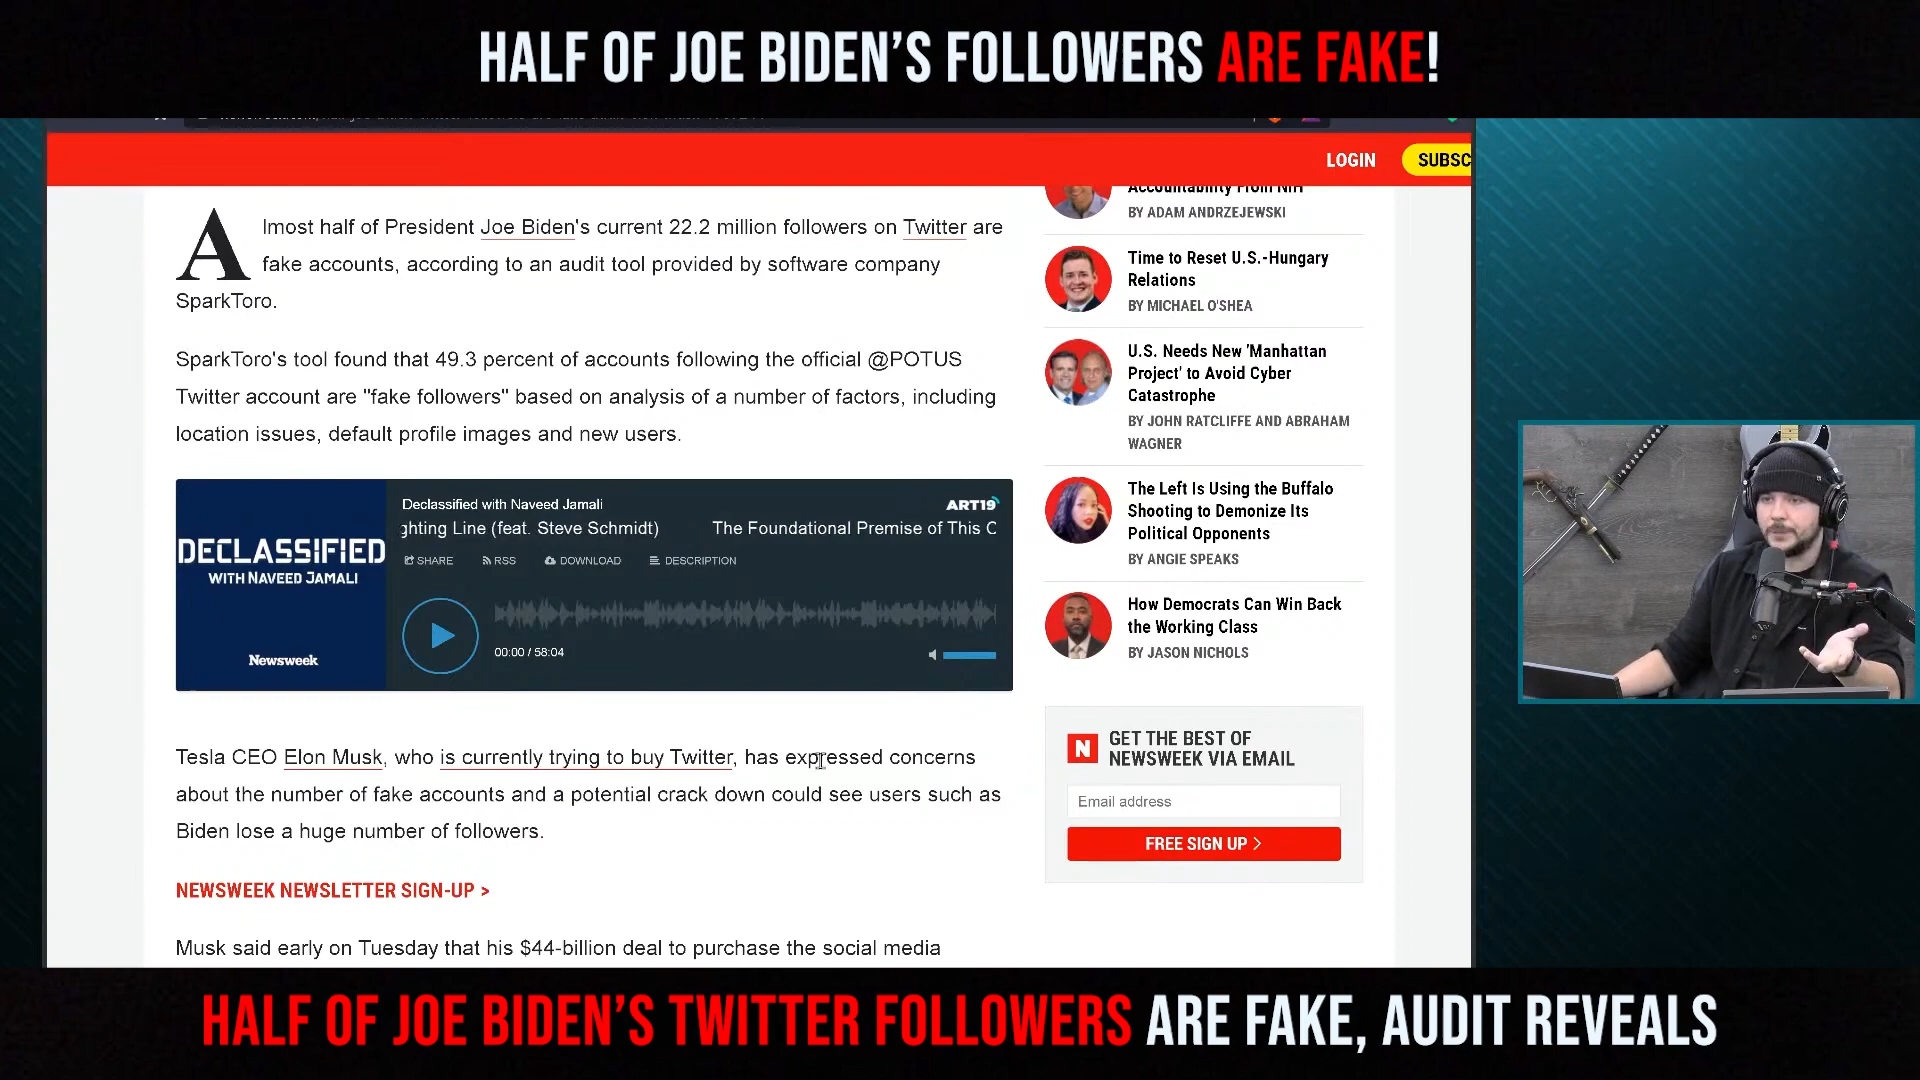 HALF OF JOE BIDEN'S FOLLOWERS ARE FAKE!
LOGIN
SUBSC
Almost half of President Joe Biden's current 22.2 million followers on Twitter are
fake accounts, according to an audit tool provided by software company
SparkToro.
SparkToro's tool found that 49.3 percent of accounts following the official @POTUS
Twitter account are "fake followers" based on analysis of a number of factors, including
location issues, default profile images and new users.
DECLASSIFIED
WITH NAVEED JAMALI
Newsweek
Declassified with Naveed Jamali
ART19
ghting Line (feat. Steve Schmidt) The Foundational Premise of This C
SHARE RSS DOWNLOAD DESCRIPTION
00:00 / 58:04
Tesla CEO Elon Musk, who is currently trying to buy Twitter, has expressed concerns
about the number of fake accounts and a potential crack down could see users such as
Biden lose a huge number of followers.
NEWSWEEK NEWSLETTER SIGN-UP >
Musk said early on Tuesday that his $44-billion deal to purchase the social media
Accountability From NIH
BY ADAM ANDRZEJEWSKI
Time to Reset U.S.-Hungary
Relations
BY MICHAEL O'SHEA
U.S. Needs New 'Manhattan
Project' to Avoid Cyber
Catastrophe
BY JOHN RATCLIFFE AND ABRAHAM
WAGNER
The Left Is Using the Buffalo
Shooting to Demonize Its
Political Opponents
BY ANGIE SPEAKS
How Democrats Can Win Back
the Working Class
BY JASON NICHOLS
N
GET THE BEST OF
NEWSWEEK VIA EMAIL
Email address
FREE SIGN UP >
HALF OF JOE BIDEN'S TWITTER FOLLOWERS ARE FAKE, AUDIT REVEALS